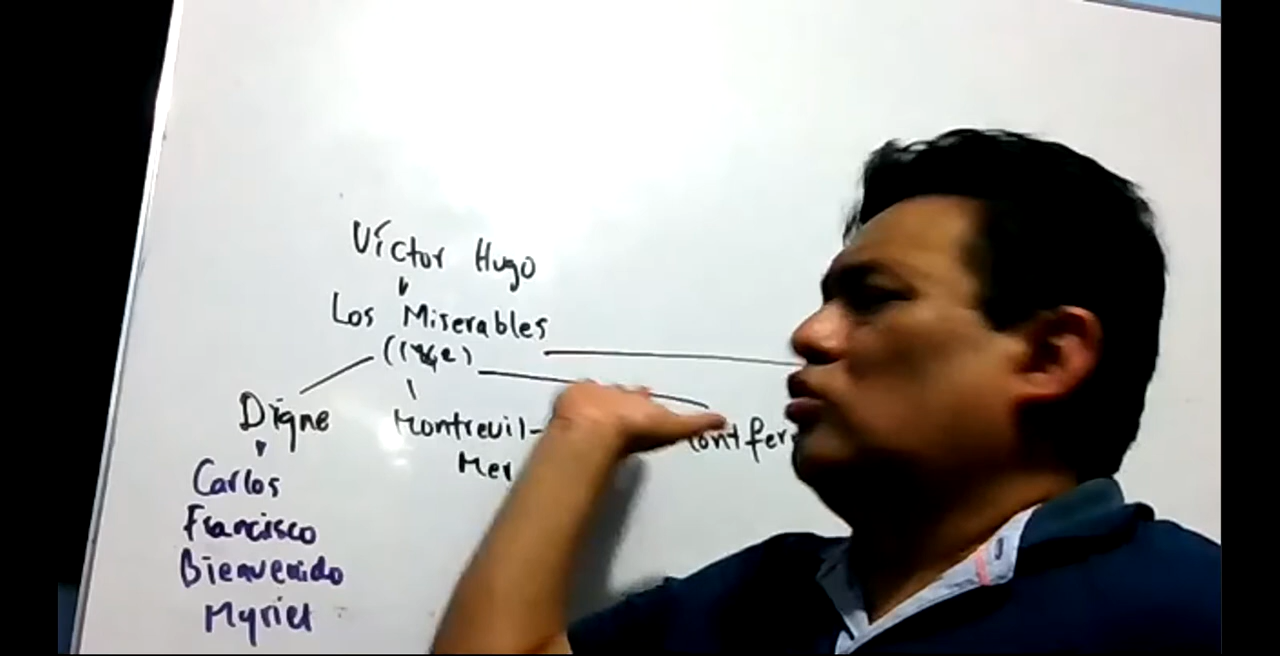 Víctor Hugo
Los Miserables
Digne
Montreuil-
Mer
Carlos
Francisco
Bienvenido
Myriel